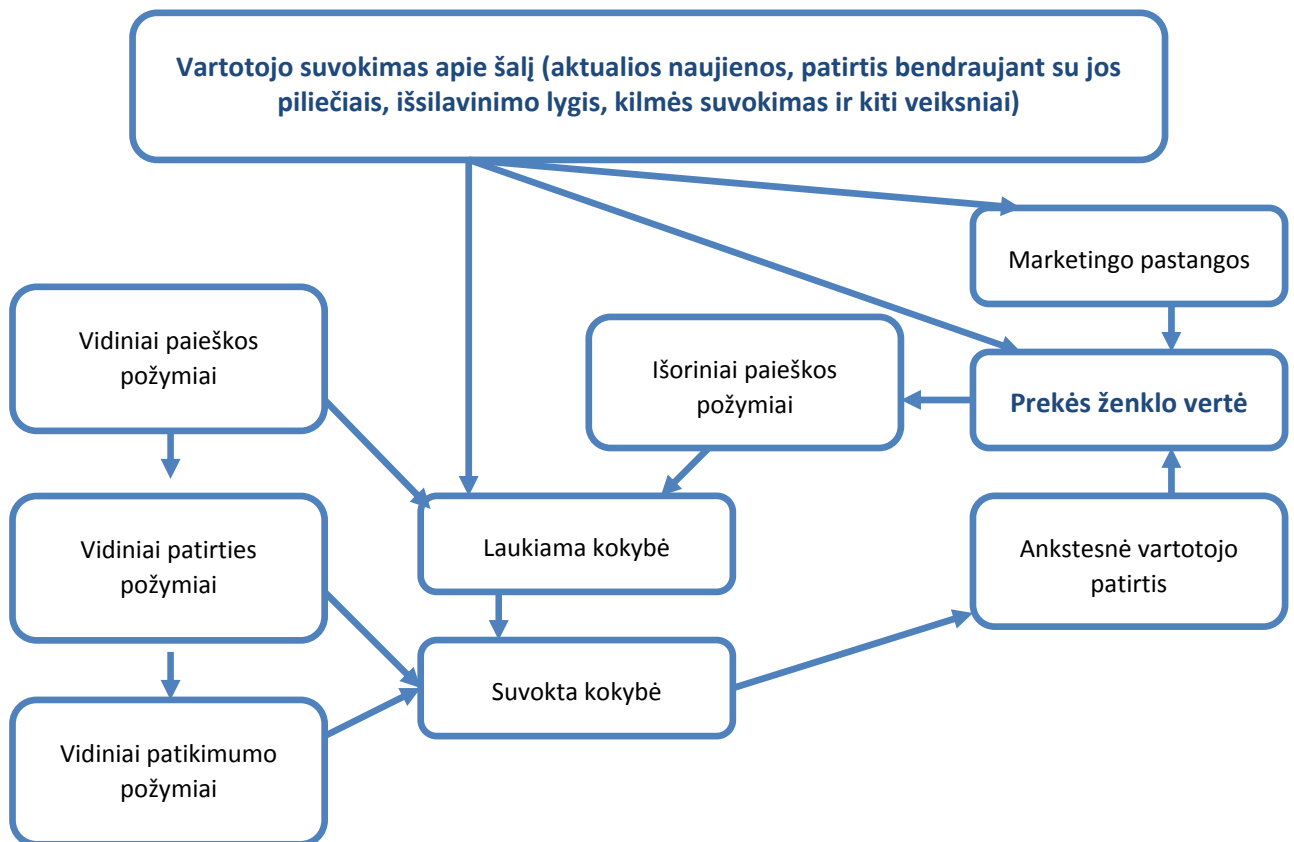 Vartotojo suvokimas apie šalį (aktualios naujienos, patirtis bendraujant su jos
piliečiais, išsilavinimo lygis, kilmės suvokimas ir kiti veiksniai)
Marketingo pastangos
Vidiniai paieškos
požymiai
Išoriniai paieškos
požymiai
Prekės ženklo vertė
Vidiniai patirties
požymiai
Laukiama kokybė
Ankstesnė vartotojo
patirtis
Suvokta kokybė
Vidiniai patikimumo
požymiai